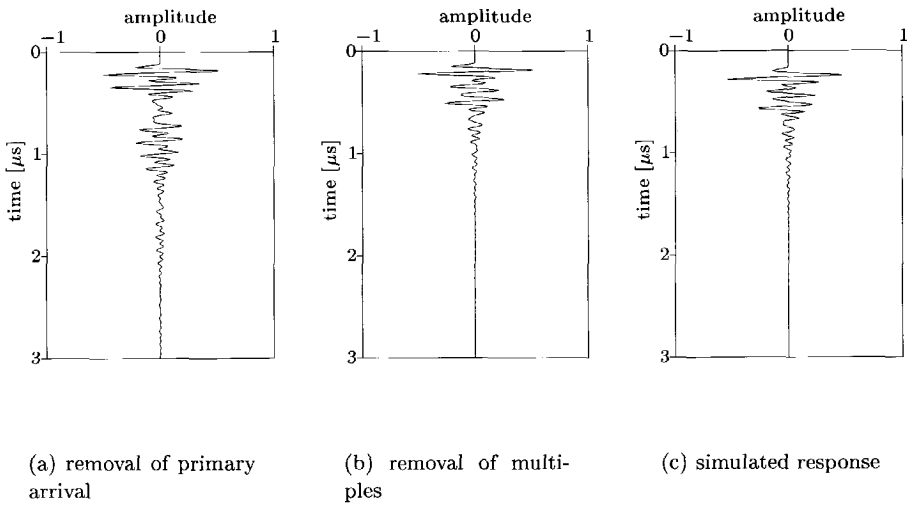 amplitude
−1 0 1
0
1
2
3
time [μs]
amplitude
−1 0 1
0
1
2
3
time [μs]
amplitude
−1 0 1
0
1
2
3
time [μs]
(a) removal of primary
arrival
(b) removal of multi-
ples
(c) simulated response